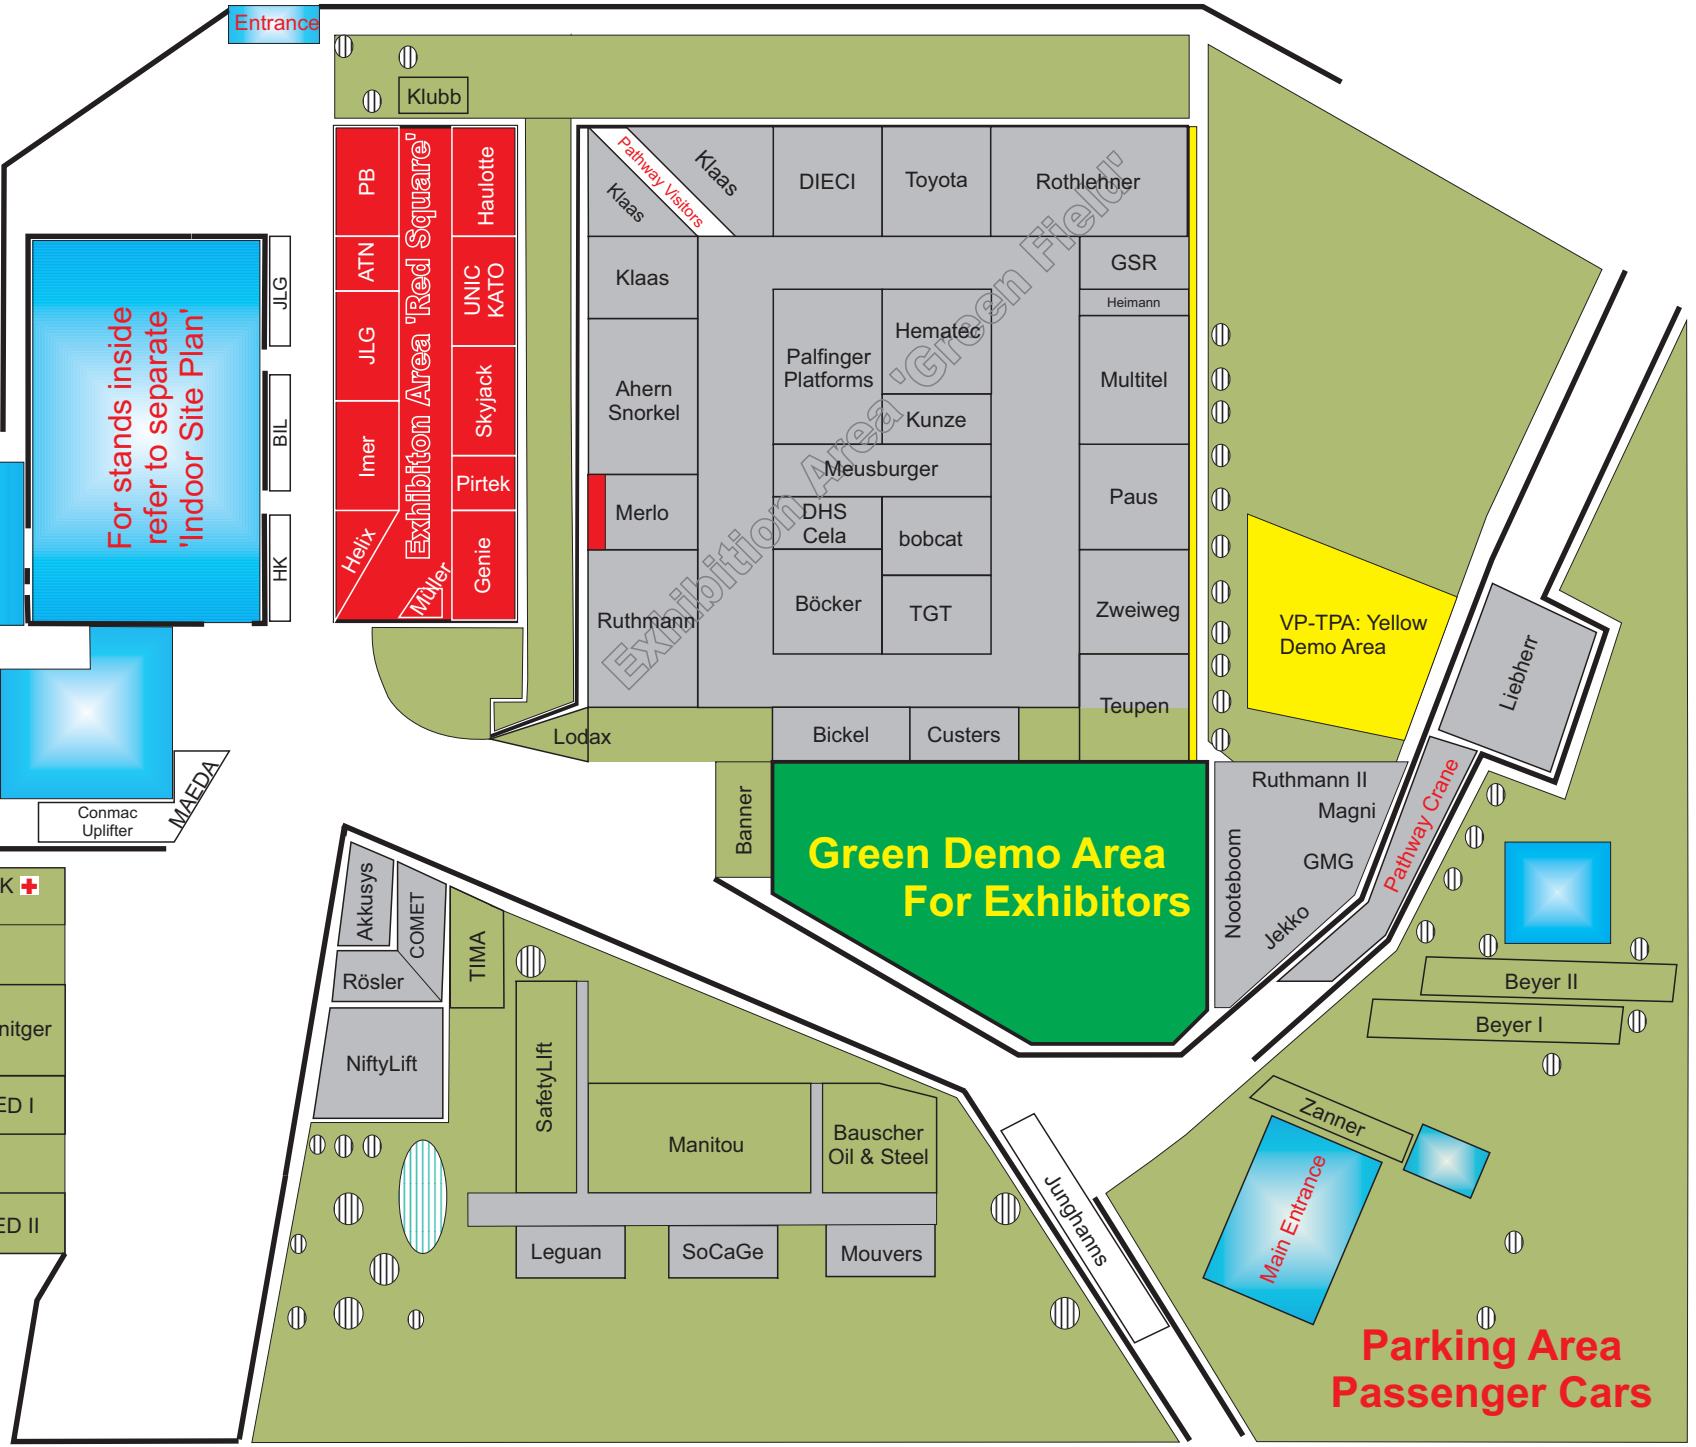 Entrance
Klubb
PB
ATN
JLG
Imer
Helix
Exhibiton Area 'Red Square'
Müller
Haulotte
UNIC
KATO
Skyjack
Pirtek
Genie
Pathway Visitors
Klaas
Klaas
Klaas
DIECI
Toyota
Rothlehner
GSR
Heimann
Multitel
Paus
Zweiweg
Teupen
Ahern
Snorkel
Merlo
Ruthmann
Palfinger
Platforms
Hematec
Kunze
Meusburger
DHS
Cela
bobcat
Böcker
TGT
Exhibition Area 'Green Field'
For stands inside
refer to separate
'Indoor Site Plan'
JLG
BIL
HK
VP-TPA: Yellow
Demo Area
Liebherr
Lodax
Bickel
Custers
Banner
Green Demo Area
For Exhibitors
Ruthmann II
Magni
GMG
Nooteboom
Jekko
Pathway Crane
MAEDA
Conmac
Uplifter
K
nitger
ED I
ED II
Akkusys
COMET
Rösler
TIMA
NiftyLift
SafetyLIft
Manitou
Bauscher
Oil & Steel
Leguan
SoCaGe
Mouvers
Junghanns
Beyer II
Beyer I
Zanner
Main Entrance
Parking Area
Passenger Cars